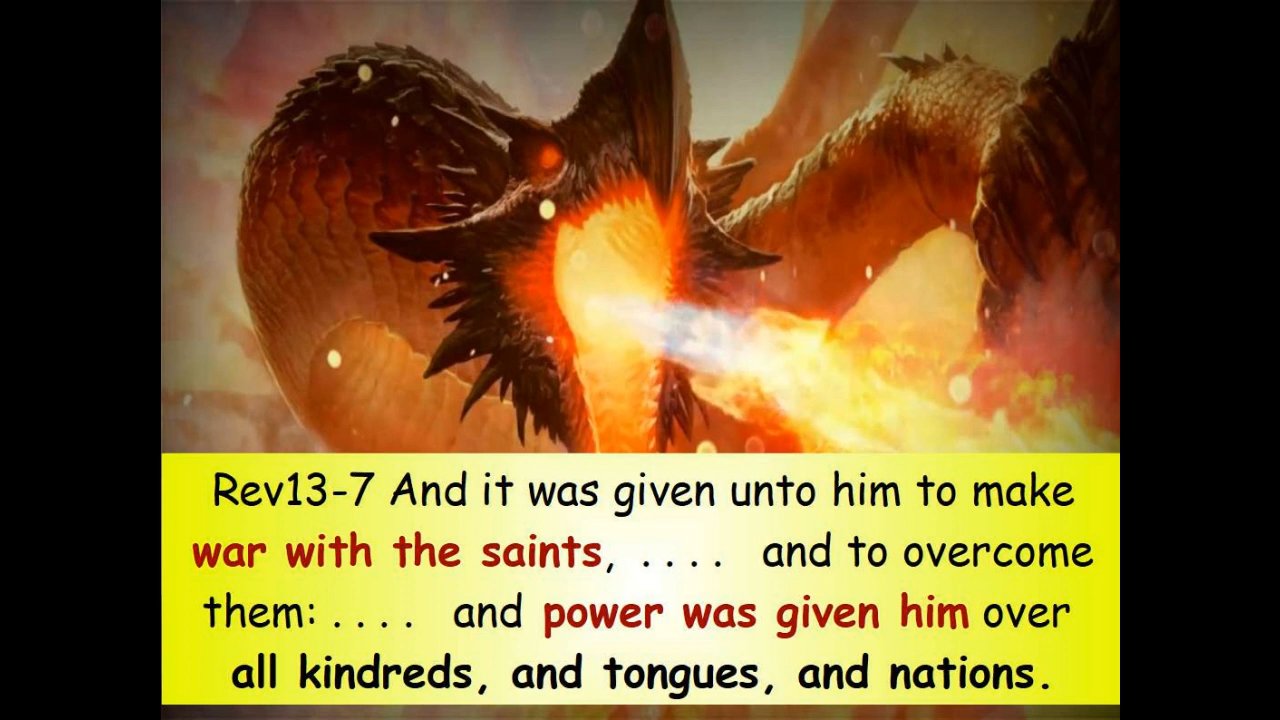 Rev13-7 And it was given unto him to make
war with the saints, . . . . and to overcome
them: . . . . and power was given him over
all kindreds, and tongues, and nations.